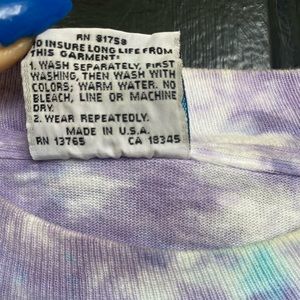 RN 91759
TO INSURE LONG LIFE FROM
THIS GARMENT:
1. WASH SEPARATELY, FIRST
WASHING, THEN WASH WITH
COLORS; WARM WATER. NO
BLEACH, LINE OR MACHINE
DRY.
2. WEAR REPEATEDLY.
MADE IN U.S.A.
RN 13765 CA 18345